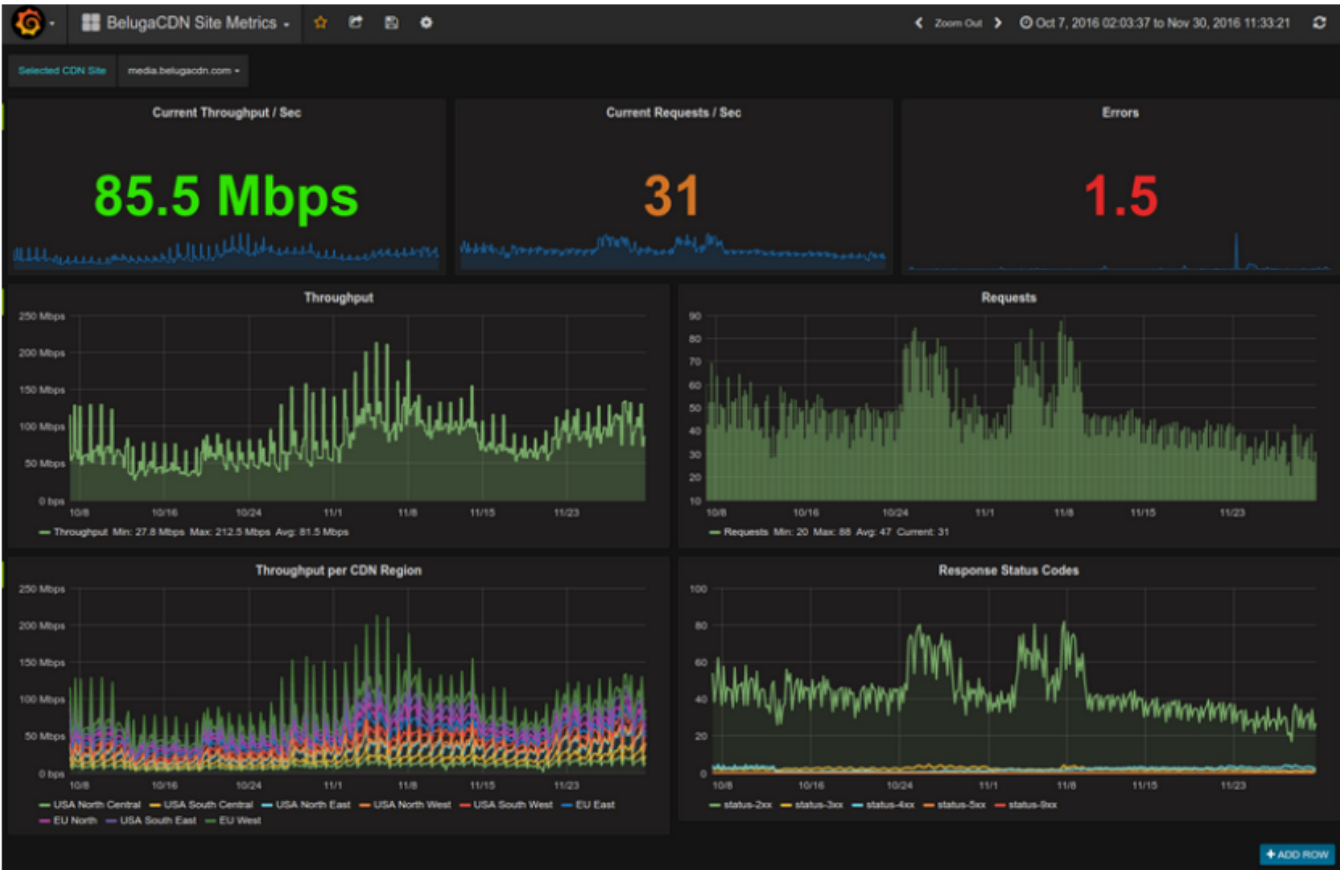 BelugaCDN Site Metrics
Zoom Out Oct 7, 2016 02:03:37 to Nov 30, 2016 11:33:21
Selected CDN Site media.belugacdn.com
Current Throughput / Sec
85.5 Mbps
Current Requests / Sec
31
Errors
1.5
Throughput
250 Mbps
200 Mbps
150 Mbps
100 Mbps
50 Mbps
0 bps
10/8 10/16 10/24 11/1 11/8 11/15 11/23
Throughput Min: 27.8 Mbps Max: 212.5 Mbps Avg: 81.5 Mbps
Requests
90
80
70
60
50
40
30
20
10
10/8 10/16 10/24 11/1 11/8 11/15 11/23
Requests Min: 20 Max: 88 Avg: 47 Current: 31
Throughput per CDN Region
250 Mbps
200 Mbps
150 Mbps
100 Mbps
50 Mbps
0 bps
10/8 10/16 10/24 11/1 11/8 11/15 11/23
USA North Central USA South Central USA North East USA North West USA South West EU East
EU North USA South East EU West
Response Status Codes
100
80
60
40
20
0
10/8 10/16 10/24 11/1 11/8 11/15 11/23
status-2xx status-3xx status-4xx status-5xx status-9xx
+ ADD ROW